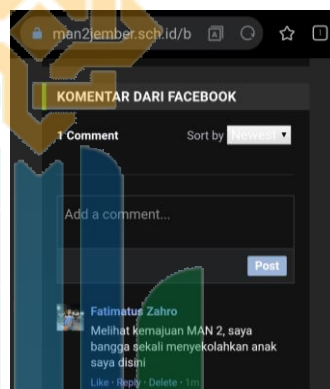 man2jember.sch.id/b
KOMENTAR DARI FACEBOOK
1 Comment Sort by Newest
Add a comment...
Post
Fatimatus Zahro
Melihat kemajuan MAN 2, saya
bangga sekali menyekolahkan anak
saya disini
Like · Reply · Delete · 1m